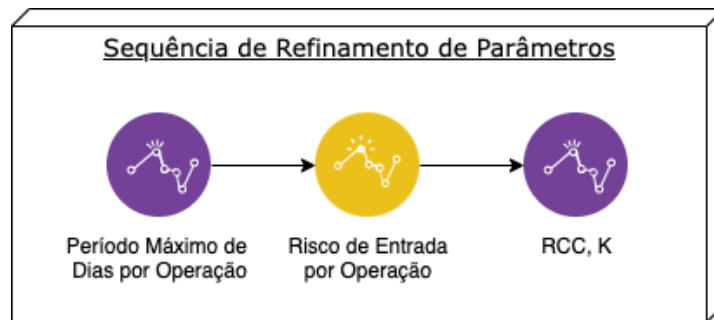 Sequência de Refinamento de Parâmetros
Período Máximo de
Dias por Operação
Risco de Entrada
por Operação
RCC, K